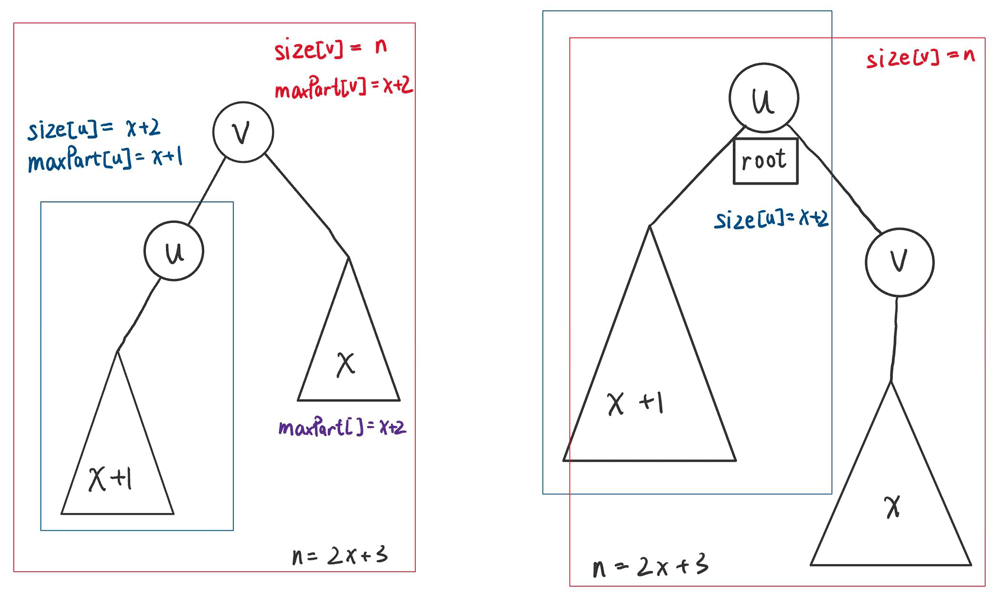 size[v] = n
maxPart[v] = x+2
V
size[u] = x+2
maxPart[u] = x+1
u
x
maxPart[] = x+2
x+1
n = 2x+3
size[v] = n
u
root
size[u] = x+2
V
x +1
x
n = 2x+3